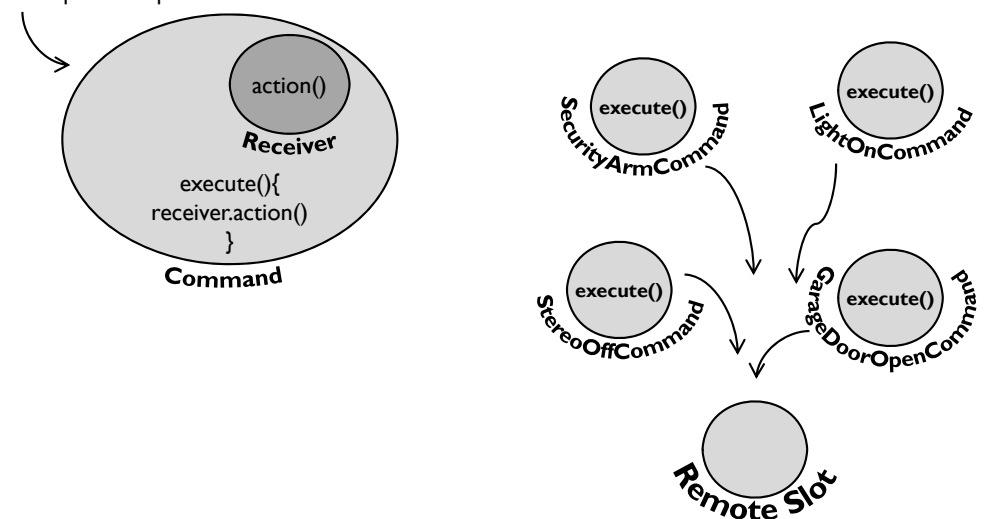 action()
Receiver
execute(){
receiver.action()
}
Command
execute()
SecurityArmCommand
execute()
LightOnCommand
execute()
StereoOffCommand
execute()
GarageDoorOpenCommand
Remote Slot